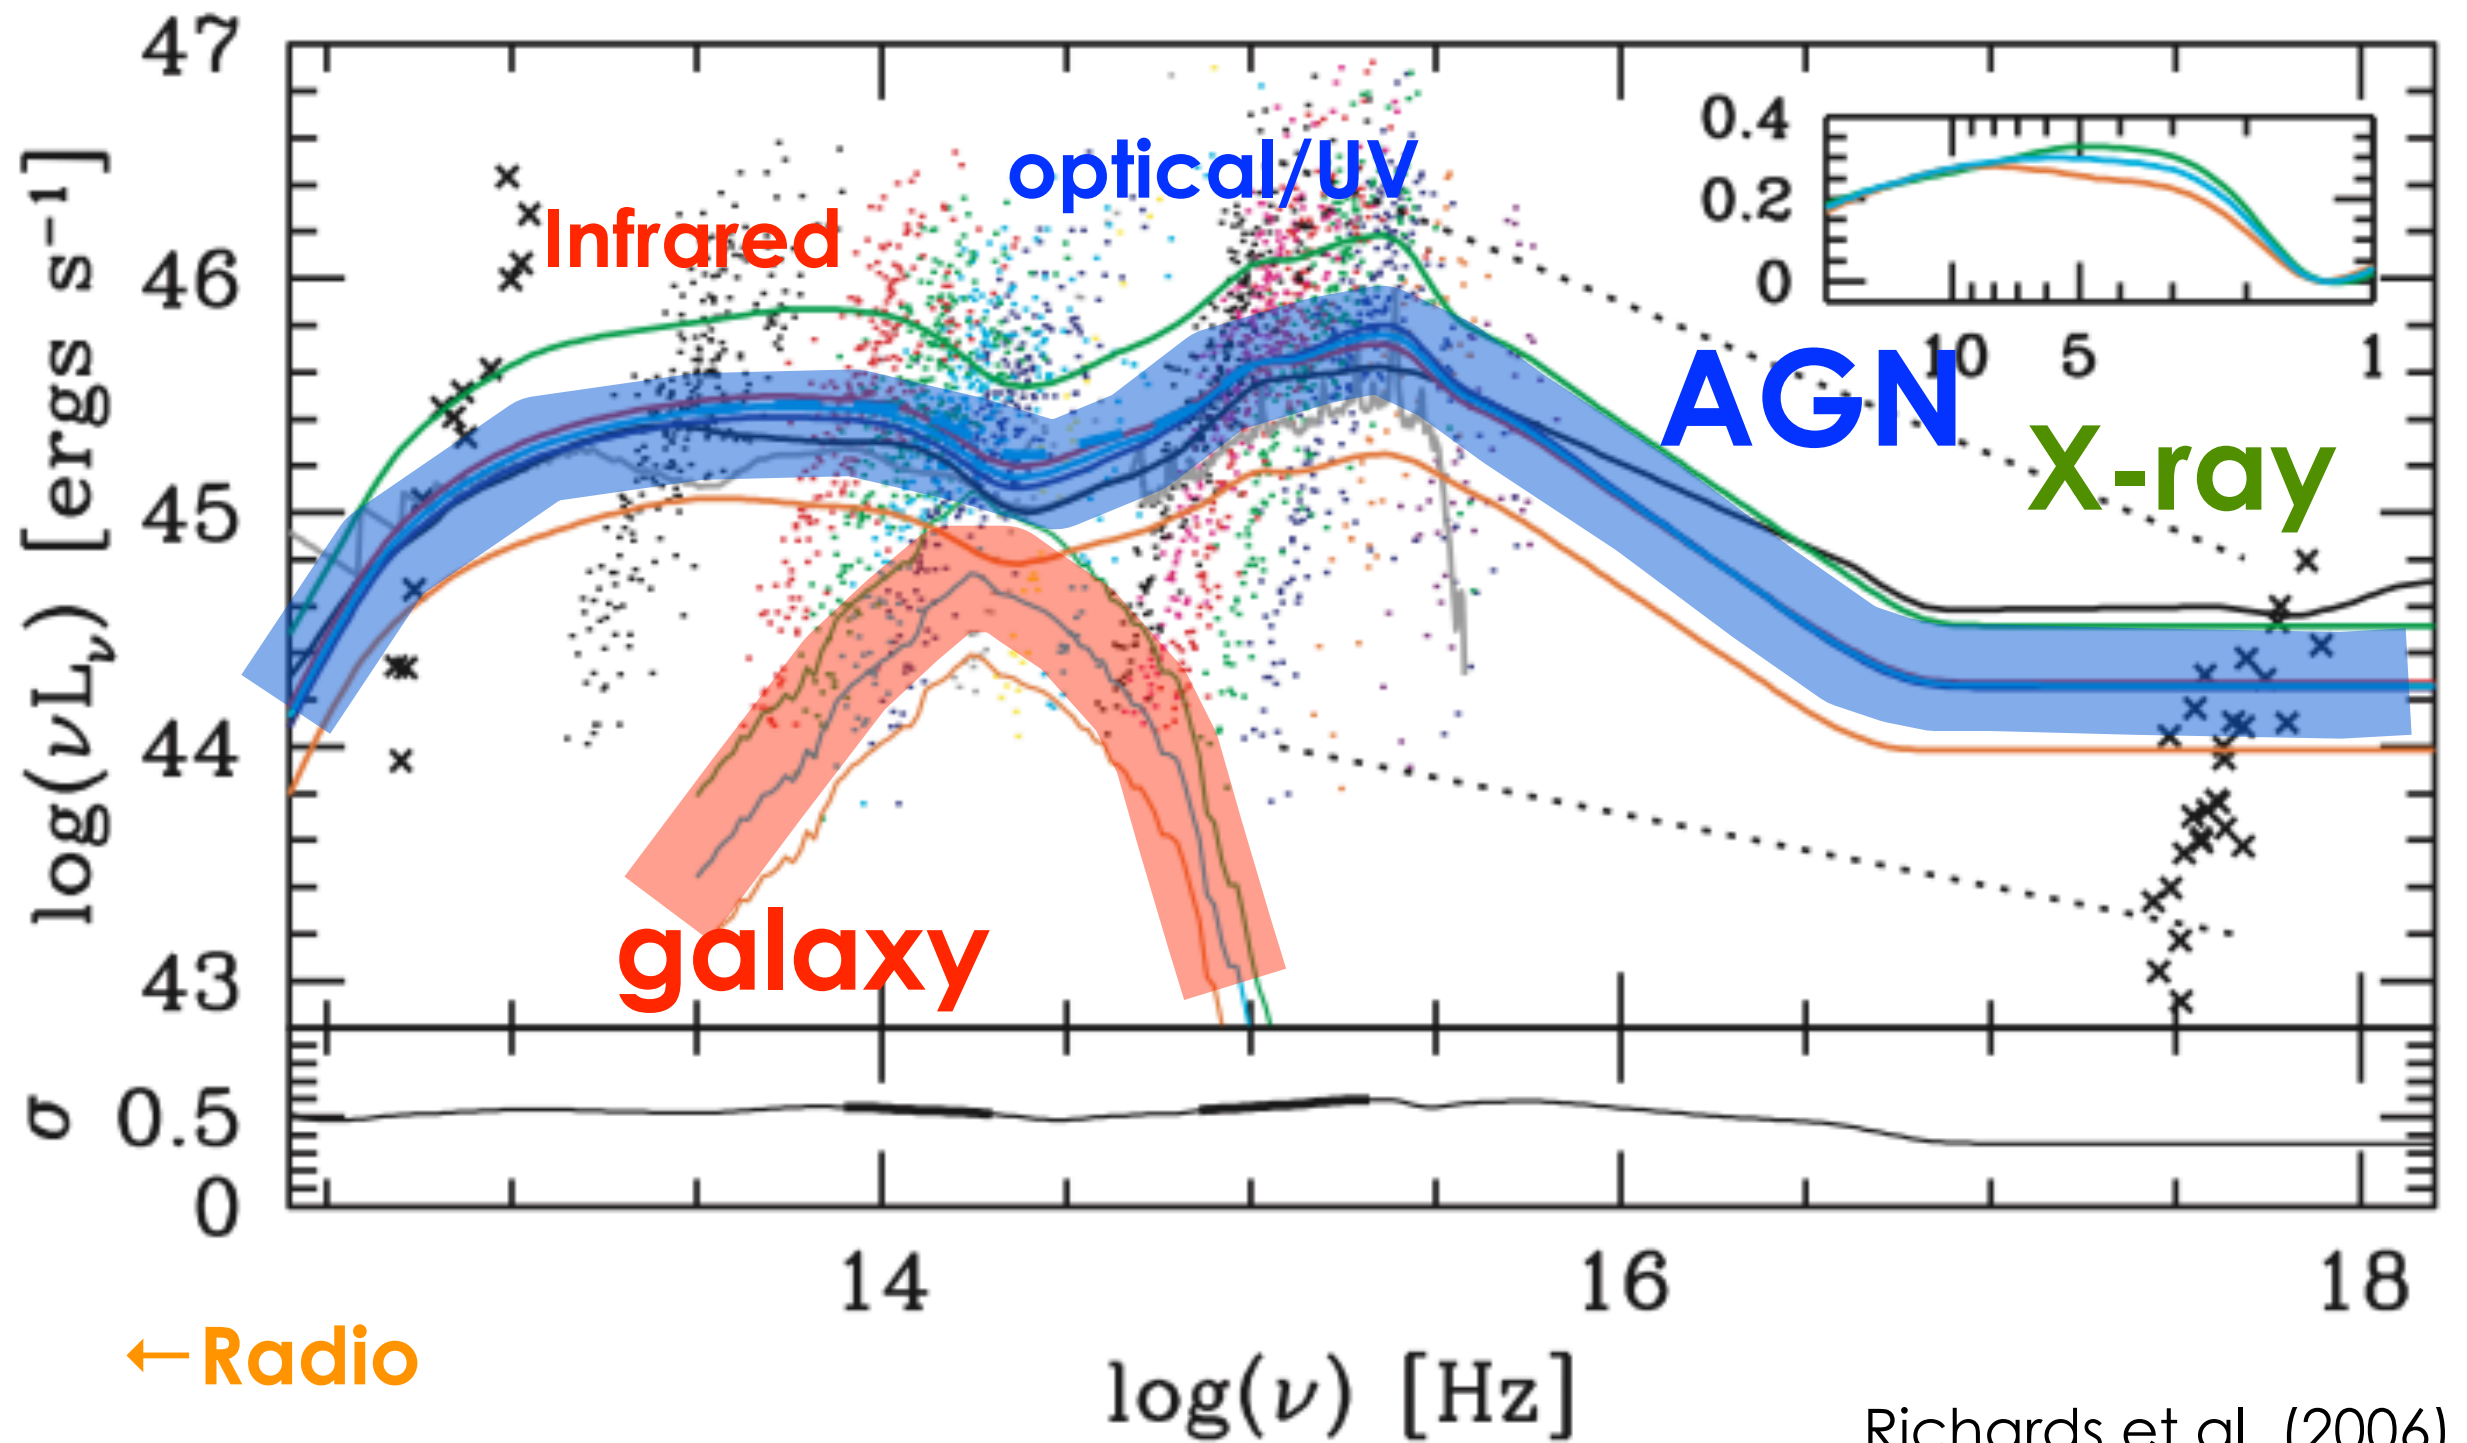 47
46
45
44
43
log(νLν) [ergs s−1]
Infrared
optical/UV
0.4
0.2
0
10 5 1
AGN
X-ray
galaxy
σ
0.5
0
14 16 18
←Radio
log(ν) [Hz]
Richards et al. (2006)